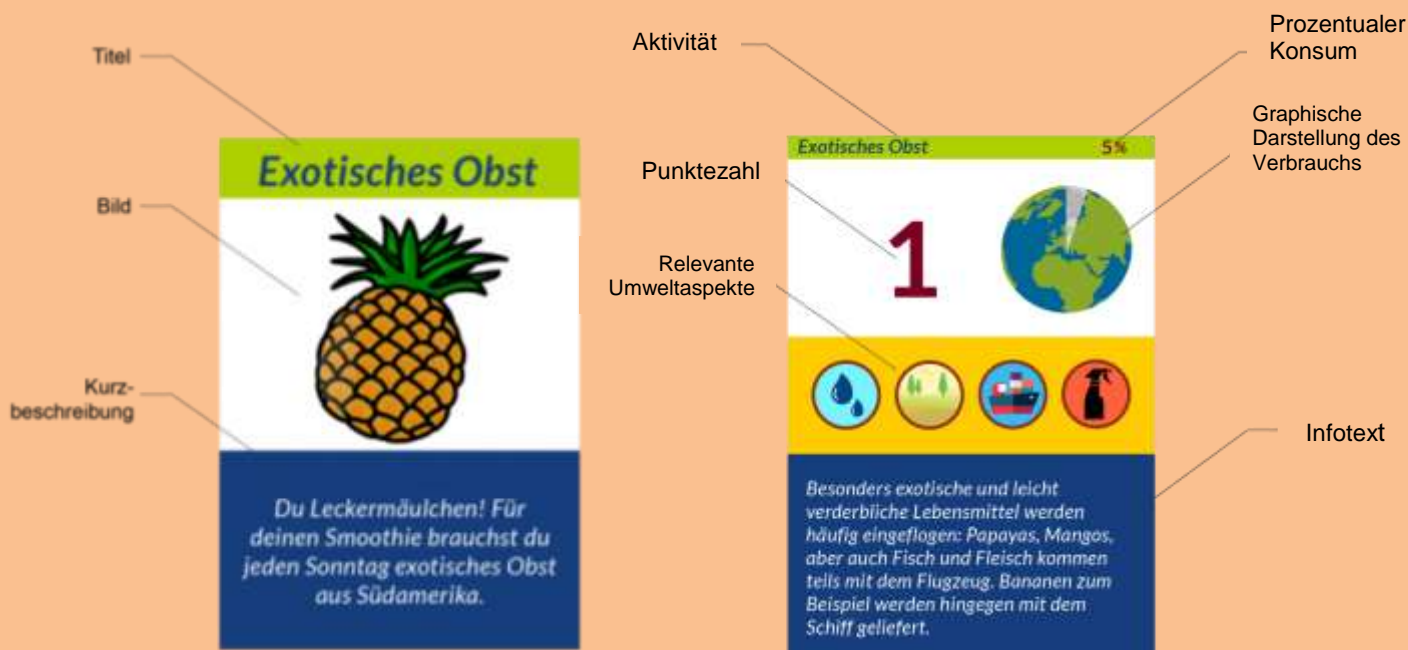 Titel
Bild
Kurz-
beschreibung
Exotisches Obst
Du Leckermäulchen! Für
deinen Smoothie brauchst du
jeden Sonntag exotisches Obst
aus Südamerika.
Aktivität
Punktezahl
Relevante
Umweltaspekte
Exotisches Obst
5%
1
Besonders exotische und leicht
verderbliche Lebensmittel werden
häufig eingeflogen: Papayas, Mangos,
aber auch Fisch und Fleisch kommen
teils mit dem Flugzeug. Bananen zum
Beispiel werden hingegen mit dem
Schiff geliefert.
Prozentualer
Konsum
Graphische
Darstellung des
Verbrauchs
Infotext